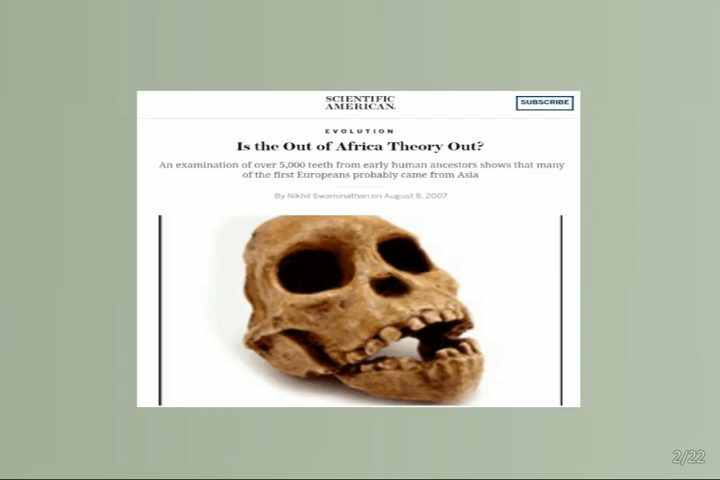 SCIENTIFIC
AMERICAN.
SUBSCRIBE
EVOLUTION
Is the Out of Africa Theory Out?
An examination of over 5,000 teeth from early human ancestors shows that many
of the first Europeans probably came from Asia
By Nikhil Swaminathan on August 8, 2007
2/22